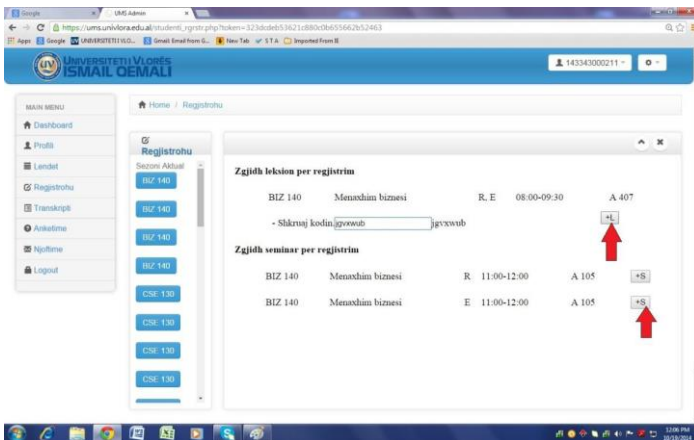 Google
UMS Admin
https://ums.univlora.edu.al/studenti_rgjstr.php?token=323dcdeb53621c880c0b655662b52463
Apps
Google
UNIVERSITETI I VLO...
Gmail: Email from G...
New Tab
S T A
Imported From IE
UNIVERSITETI I VLORËS
ISMAIL QEMALI
143343000211
MAIN MENU
Dashboard
Profili
Lendet
Regjistrohu
Transkripti
Anketime
Njoftime
Logout
Home / Regjistrohu
Regjistrohu
Sezoni Aktual
BIZ 140
BIZ 140
BIZ 140
BIZ 140
CSE 130
CSE 130
CSE 130
CSE 130
Zgjidh leksion per regjistrim
BIZ 140 Menaxhim biznesi R, E 08:00-09:30 A 407
- Shkruaj kodin jgvxwub jgvxwub +L
Zgjidh seminar per regjistrim
BIZ 140 Menaxhim biznesi R 11:00-12:00 A 105 +S
BIZ 140 Menaxhim biznesi E 11:00-12:00 A 105 +S
12:06 PM